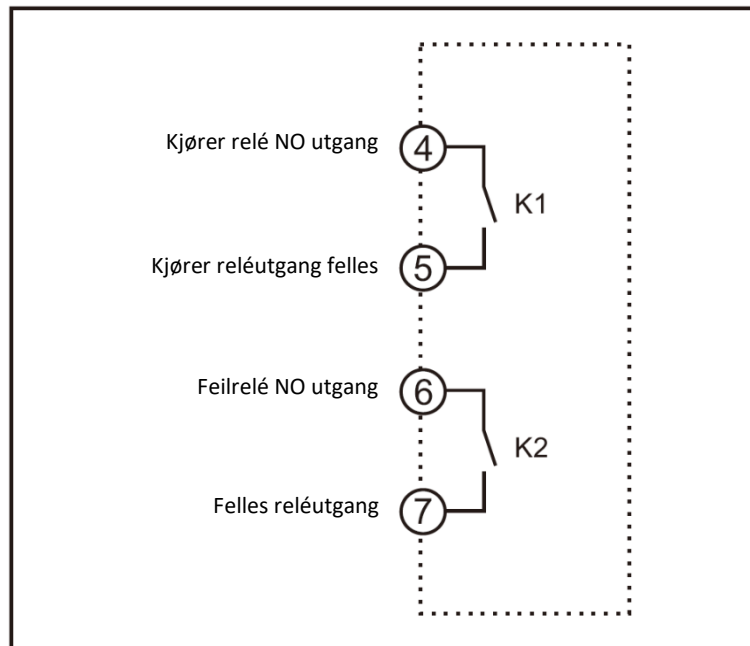 Kjører relé NO utgang
4
K1
Kjører reléutgang felles
5
Feilrelé NO utgang
6
K2
Felles reléutgang
7